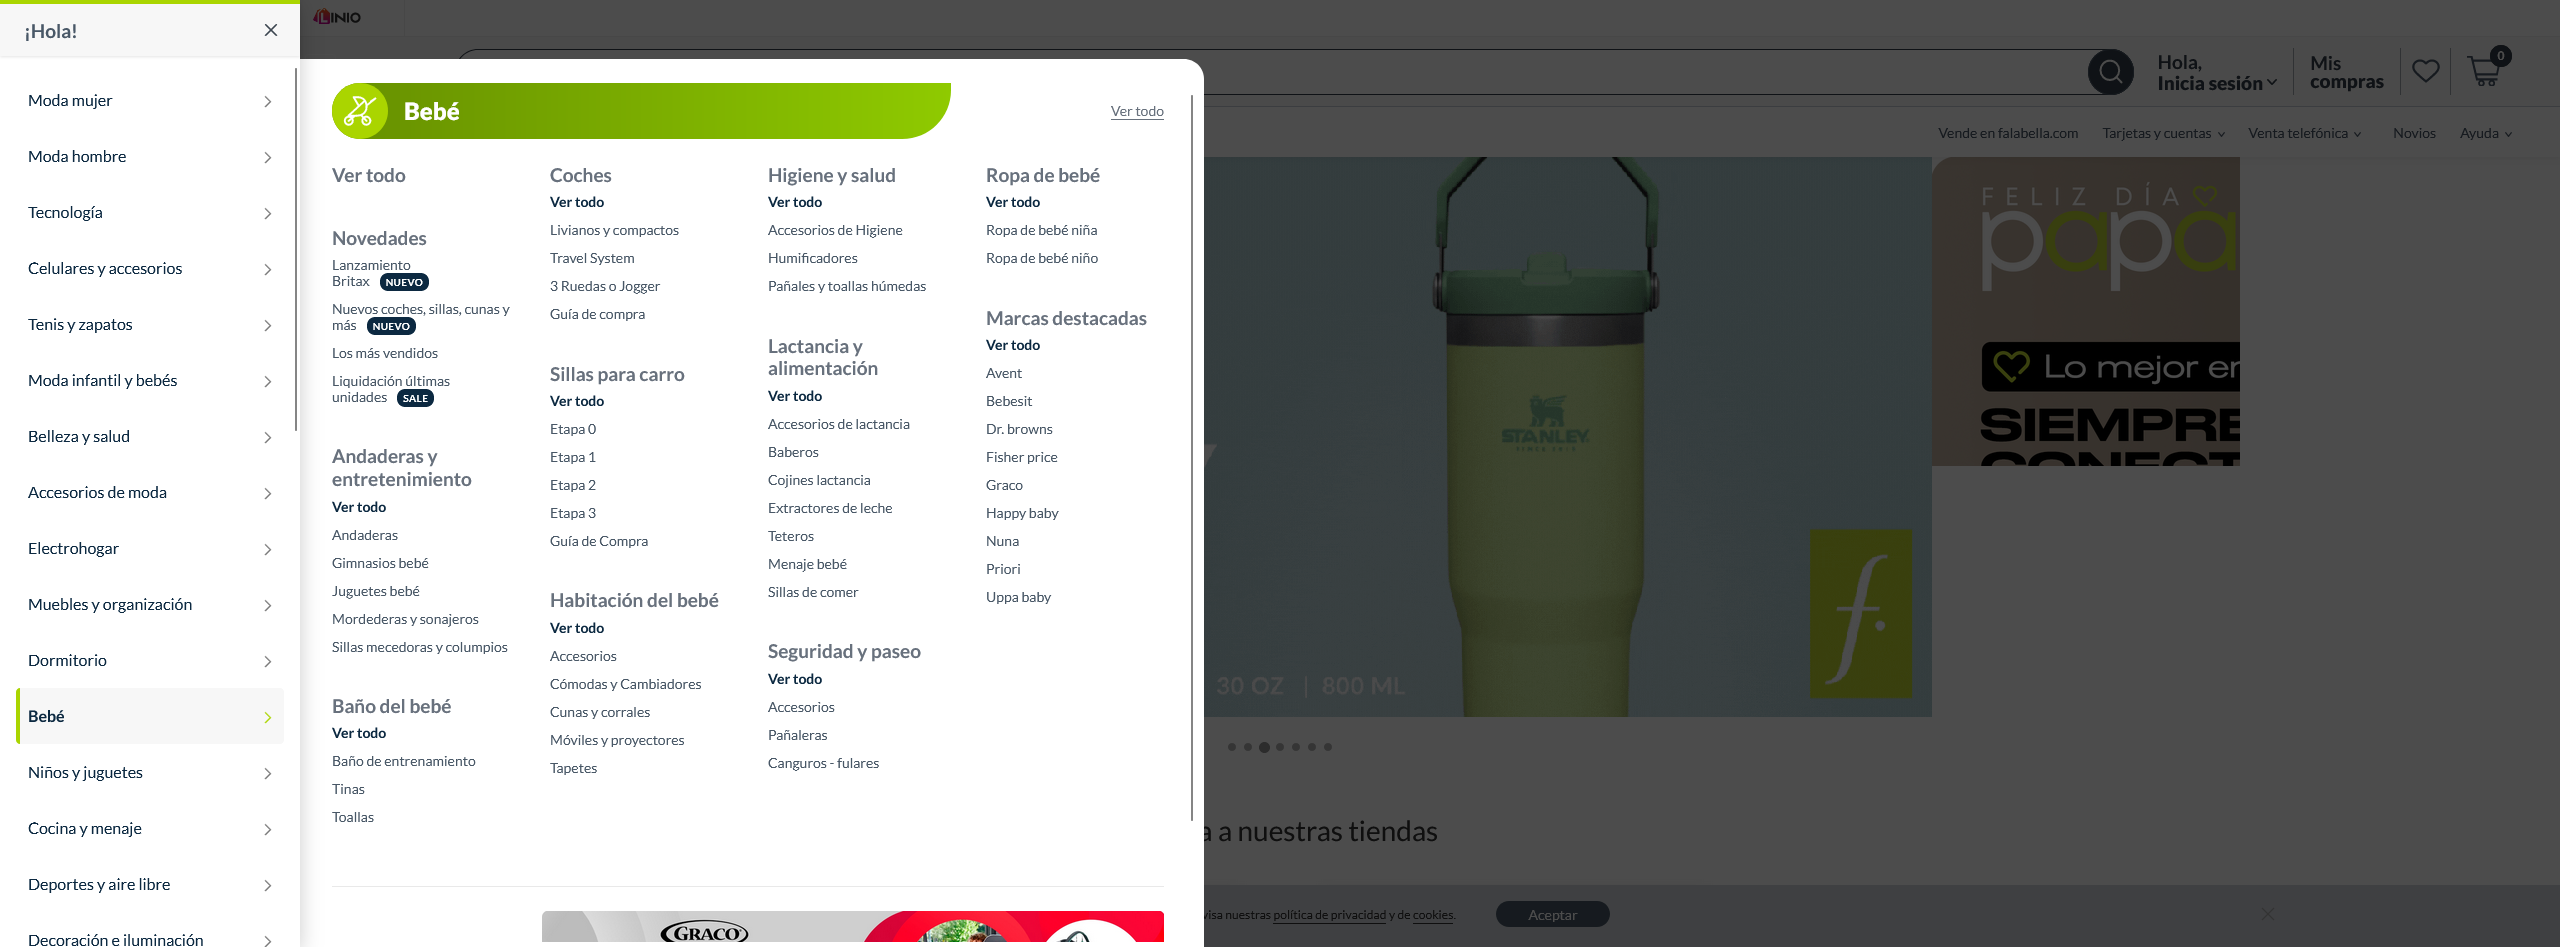 ¡Hola!
Moda mujer
Moda hombre
Tecnología
Celulares y accesorios
Tenis y zapatos
Moda infantil y bebés
Belleza y salud
Accesorios de moda
Electrohogar
Muebles y organización
Dormitorio
Bebé
Niños y juguetes
Cocina y menaje
Deportes y aire libre
Decoración e iluminación
Bebé
Ver todo
Ver todo
Novedades
Lanzamiento
Britax NUEVO
Nuevos coches, sillas, cunas y
más NUEVO
Los más vendidos
Liquidación últimas
unidades SALE
Andaderas y
entretenimiento
Ver todo
Andaderas
Gimnasios bebé
Juguetes bebé
Mordederas y sonajeros
Sillas mecedoras y columpios
Baño del bebé
Ver todo
Baño de entrenamiento
Tinas
Toallas
Coches
Ver todo
Livianos y compactos
Travel System
3 Ruedas o Jogger
Guía de compra
Sillas para carro
Ver todo
Etapa 0
Etapa 1
Etapa 2
Etapa 3
Guía de Compra
Habitación del bebé
Ver todo
Accesorios
Cómodas y Cambiadores
Cunas y corrales
Móviles y proyectores
Tapetes
Higiene y salud
Ver todo
Accesorios de Higiene
Humificadores
Pañales y toallas húmedas
Lactancia y
alimentación
Ver todo
Accesorios de lactancia
Baberos
Cojines lactancia
Extractores de leche
Teteros
Menaje bebé
Sillas de comer
Seguridad y paseo
Ver todo
Accesorios
Pañaleras
Canguros - fulares
Ropa de bebé
Ver todo
Ropa de bebé niña
Ropa de bebé niño
Marcas destacadas
Ver todo
Avent
Bebesit
Dr. browns
Fisher price
Graco
Happy baby
Nuna
Priori
Uppa baby
GRACO
LINIO
Hola,
Inicia sesión
Mis
compras
0
Vende en falabella.com
Tarjetas y cuentas
Venta telefónica
Novios
Ayuda
STANLEY
SINCE 1913
30 OZ | 800 ML
f.
FELIZ DÍA
papá
Lo mejor en
SIEMPRE
CONECT
a a nuestras tiendas
visa nuestras política de privacidad y de cookies.
Aceptar